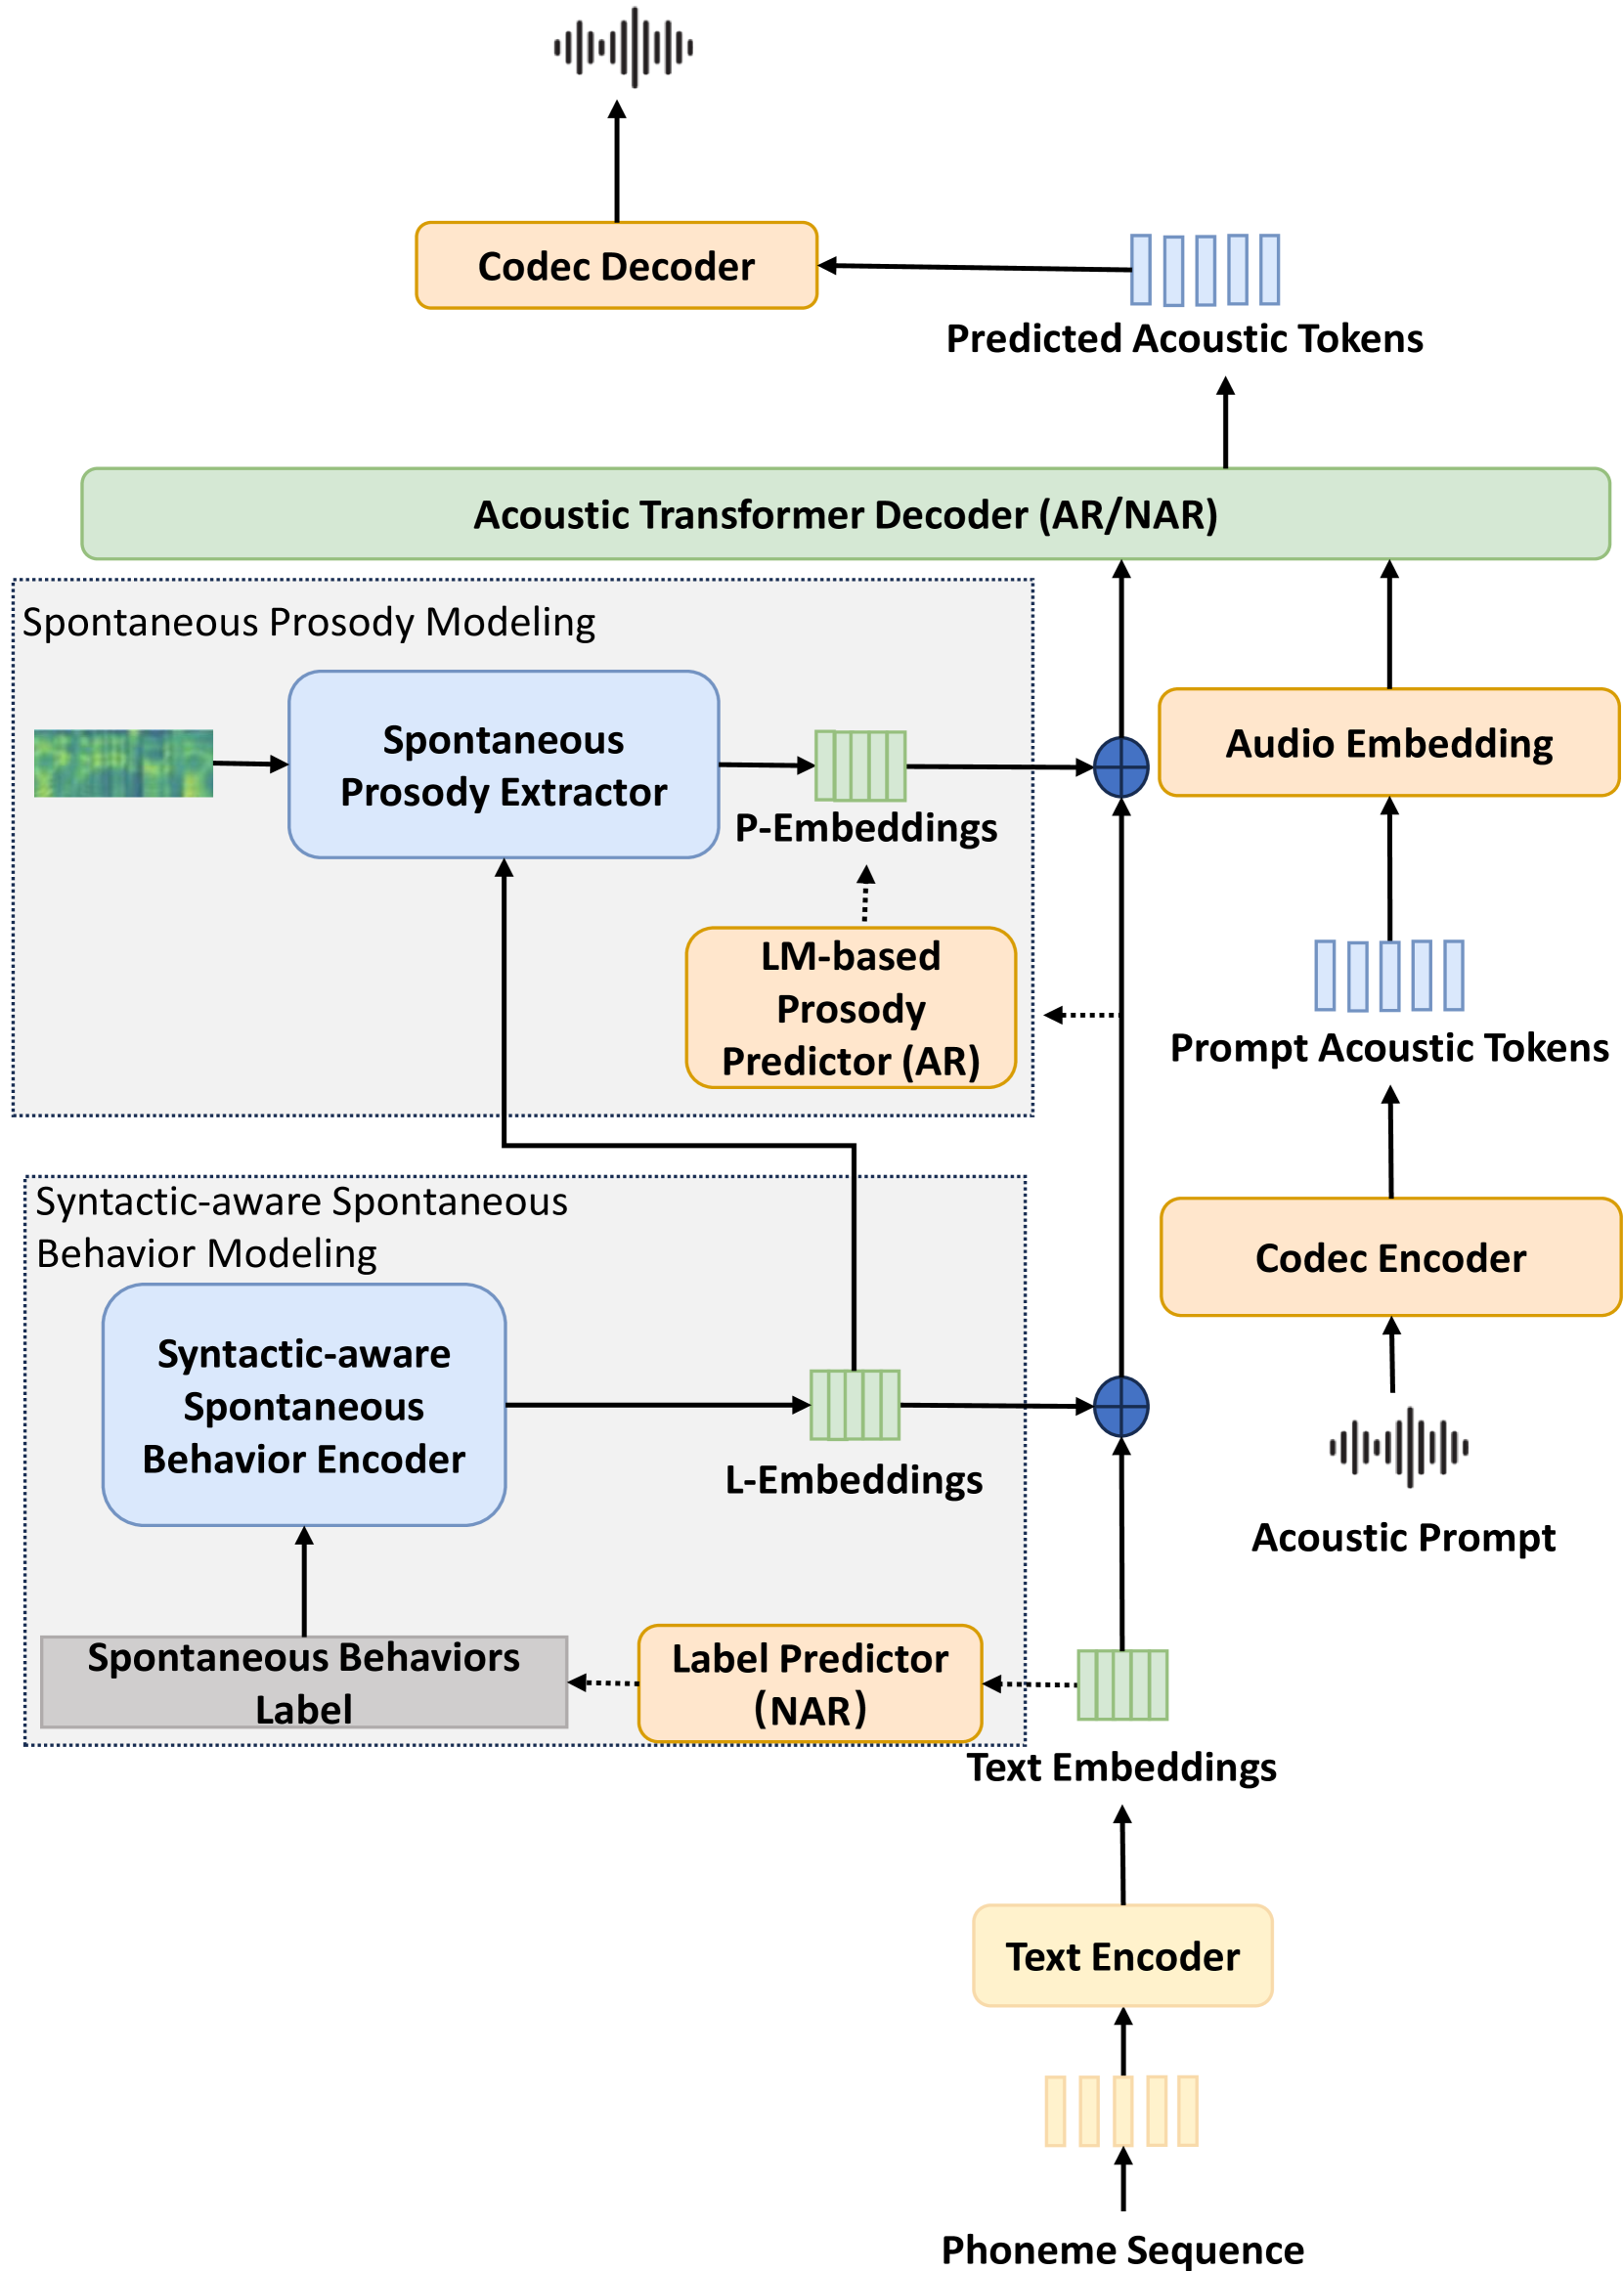 Codec Decoder
Predicted Acoustic Tokens
Acoustic Transformer Decoder (AR/NAR)
Spontaneous Prosody Modeling
Spontaneous
Prosody Extractor
P-Embeddings
Audio Embedding
LM-based
Prosody
Predictor (AR)
Prompt Acoustic Tokens
Syntactic-aware Spontaneous
Behavior Modeling
Codec Encoder
Syntactic-aware
Spontaneous
Behavior Encoder
L-Embeddings
Acoustic Prompt
Spontaneous Behaviors
Label
Label Predictor
(NAR)
Text Embeddings
Text Encoder
Phoneme Sequence